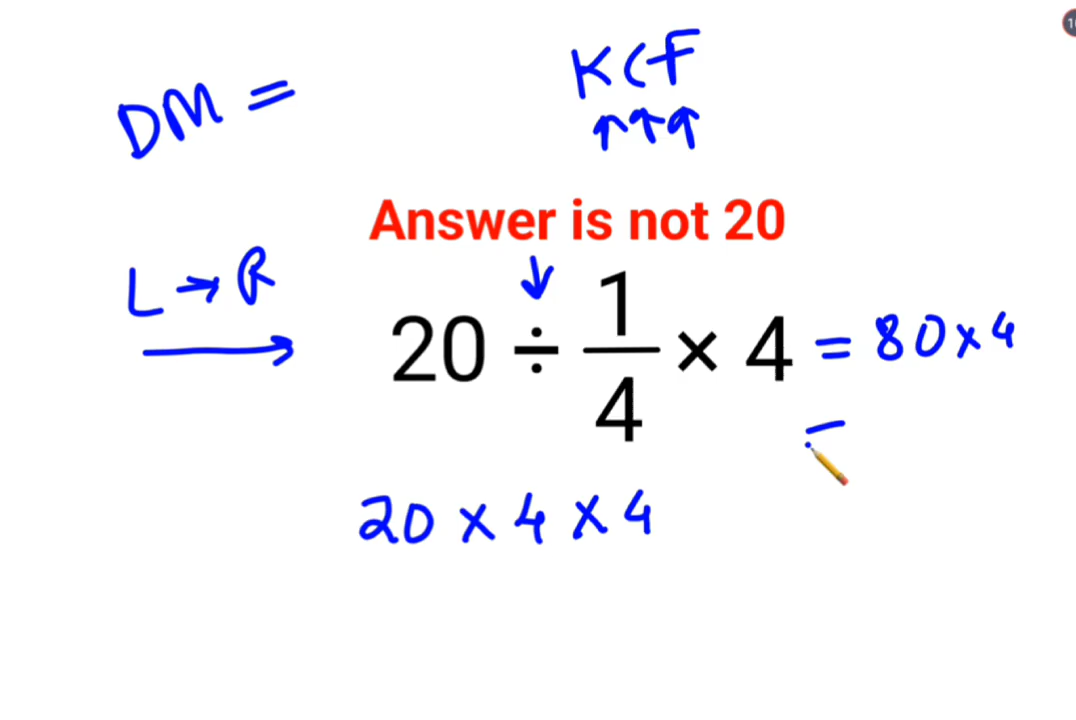 DM =
KCF
↑↑↑
Answer is not 20
L → R
20 ÷ 1/4 × 4 = 80 × 4
=
20 × 4 × 4